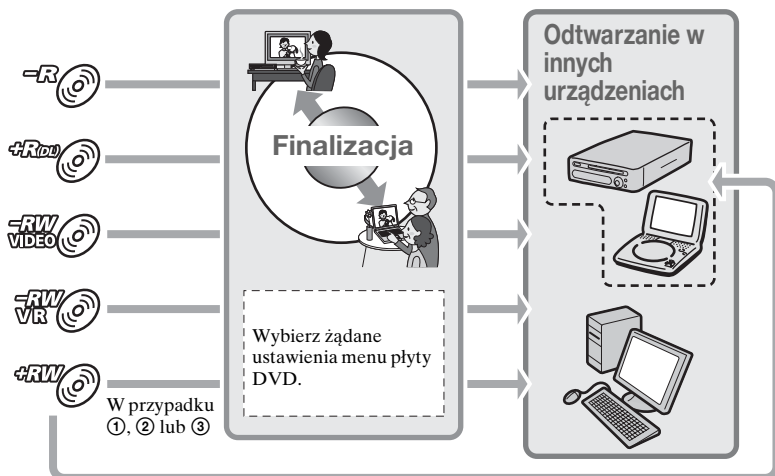 -R
+R(DL)
-RW
VIDEO
-RW
VR
+RW
W przypadku
①, ② lub ③
Finalizacja
Wybierz żądane
ustawienia menu płyty
DVD.
Odtwarzanie w
innych
urządzeniach